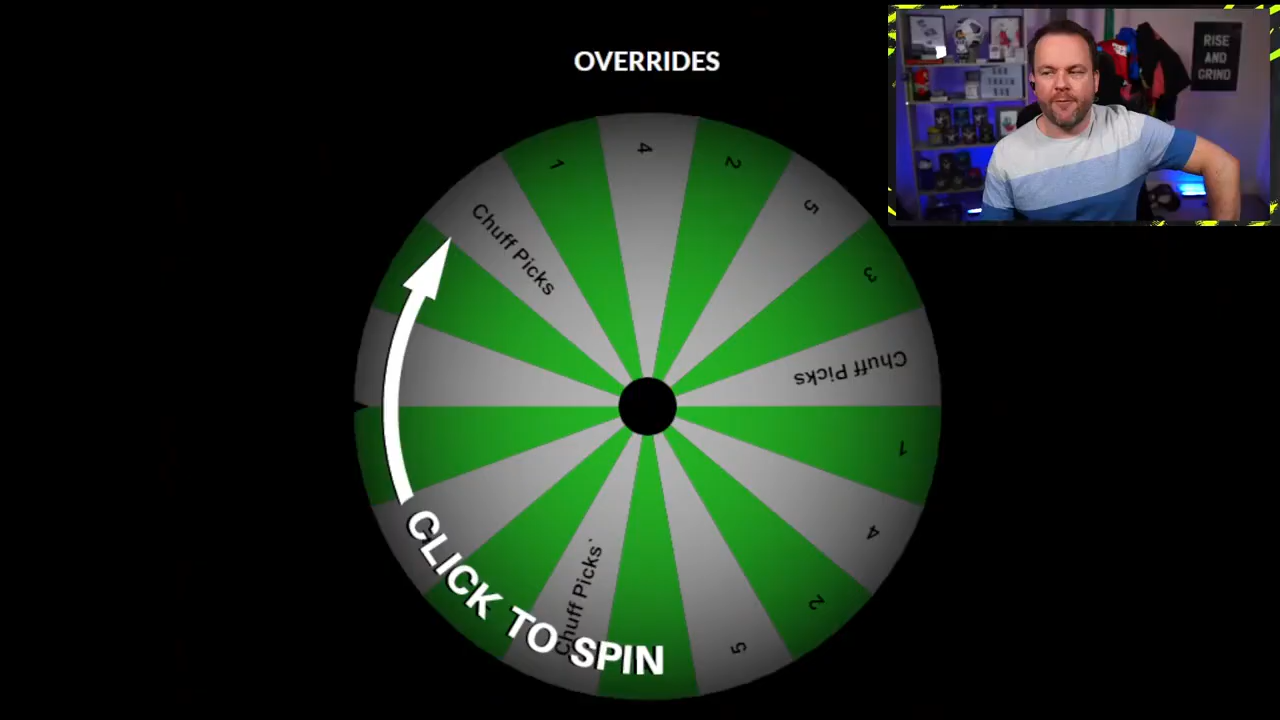 OVERRIDES
RISE
AND
GRIND
1
4
2
5
3
Chuff Picks
Chuff Picks
1
4
2
5
Chuff Picks`
CLICK TO SPIN